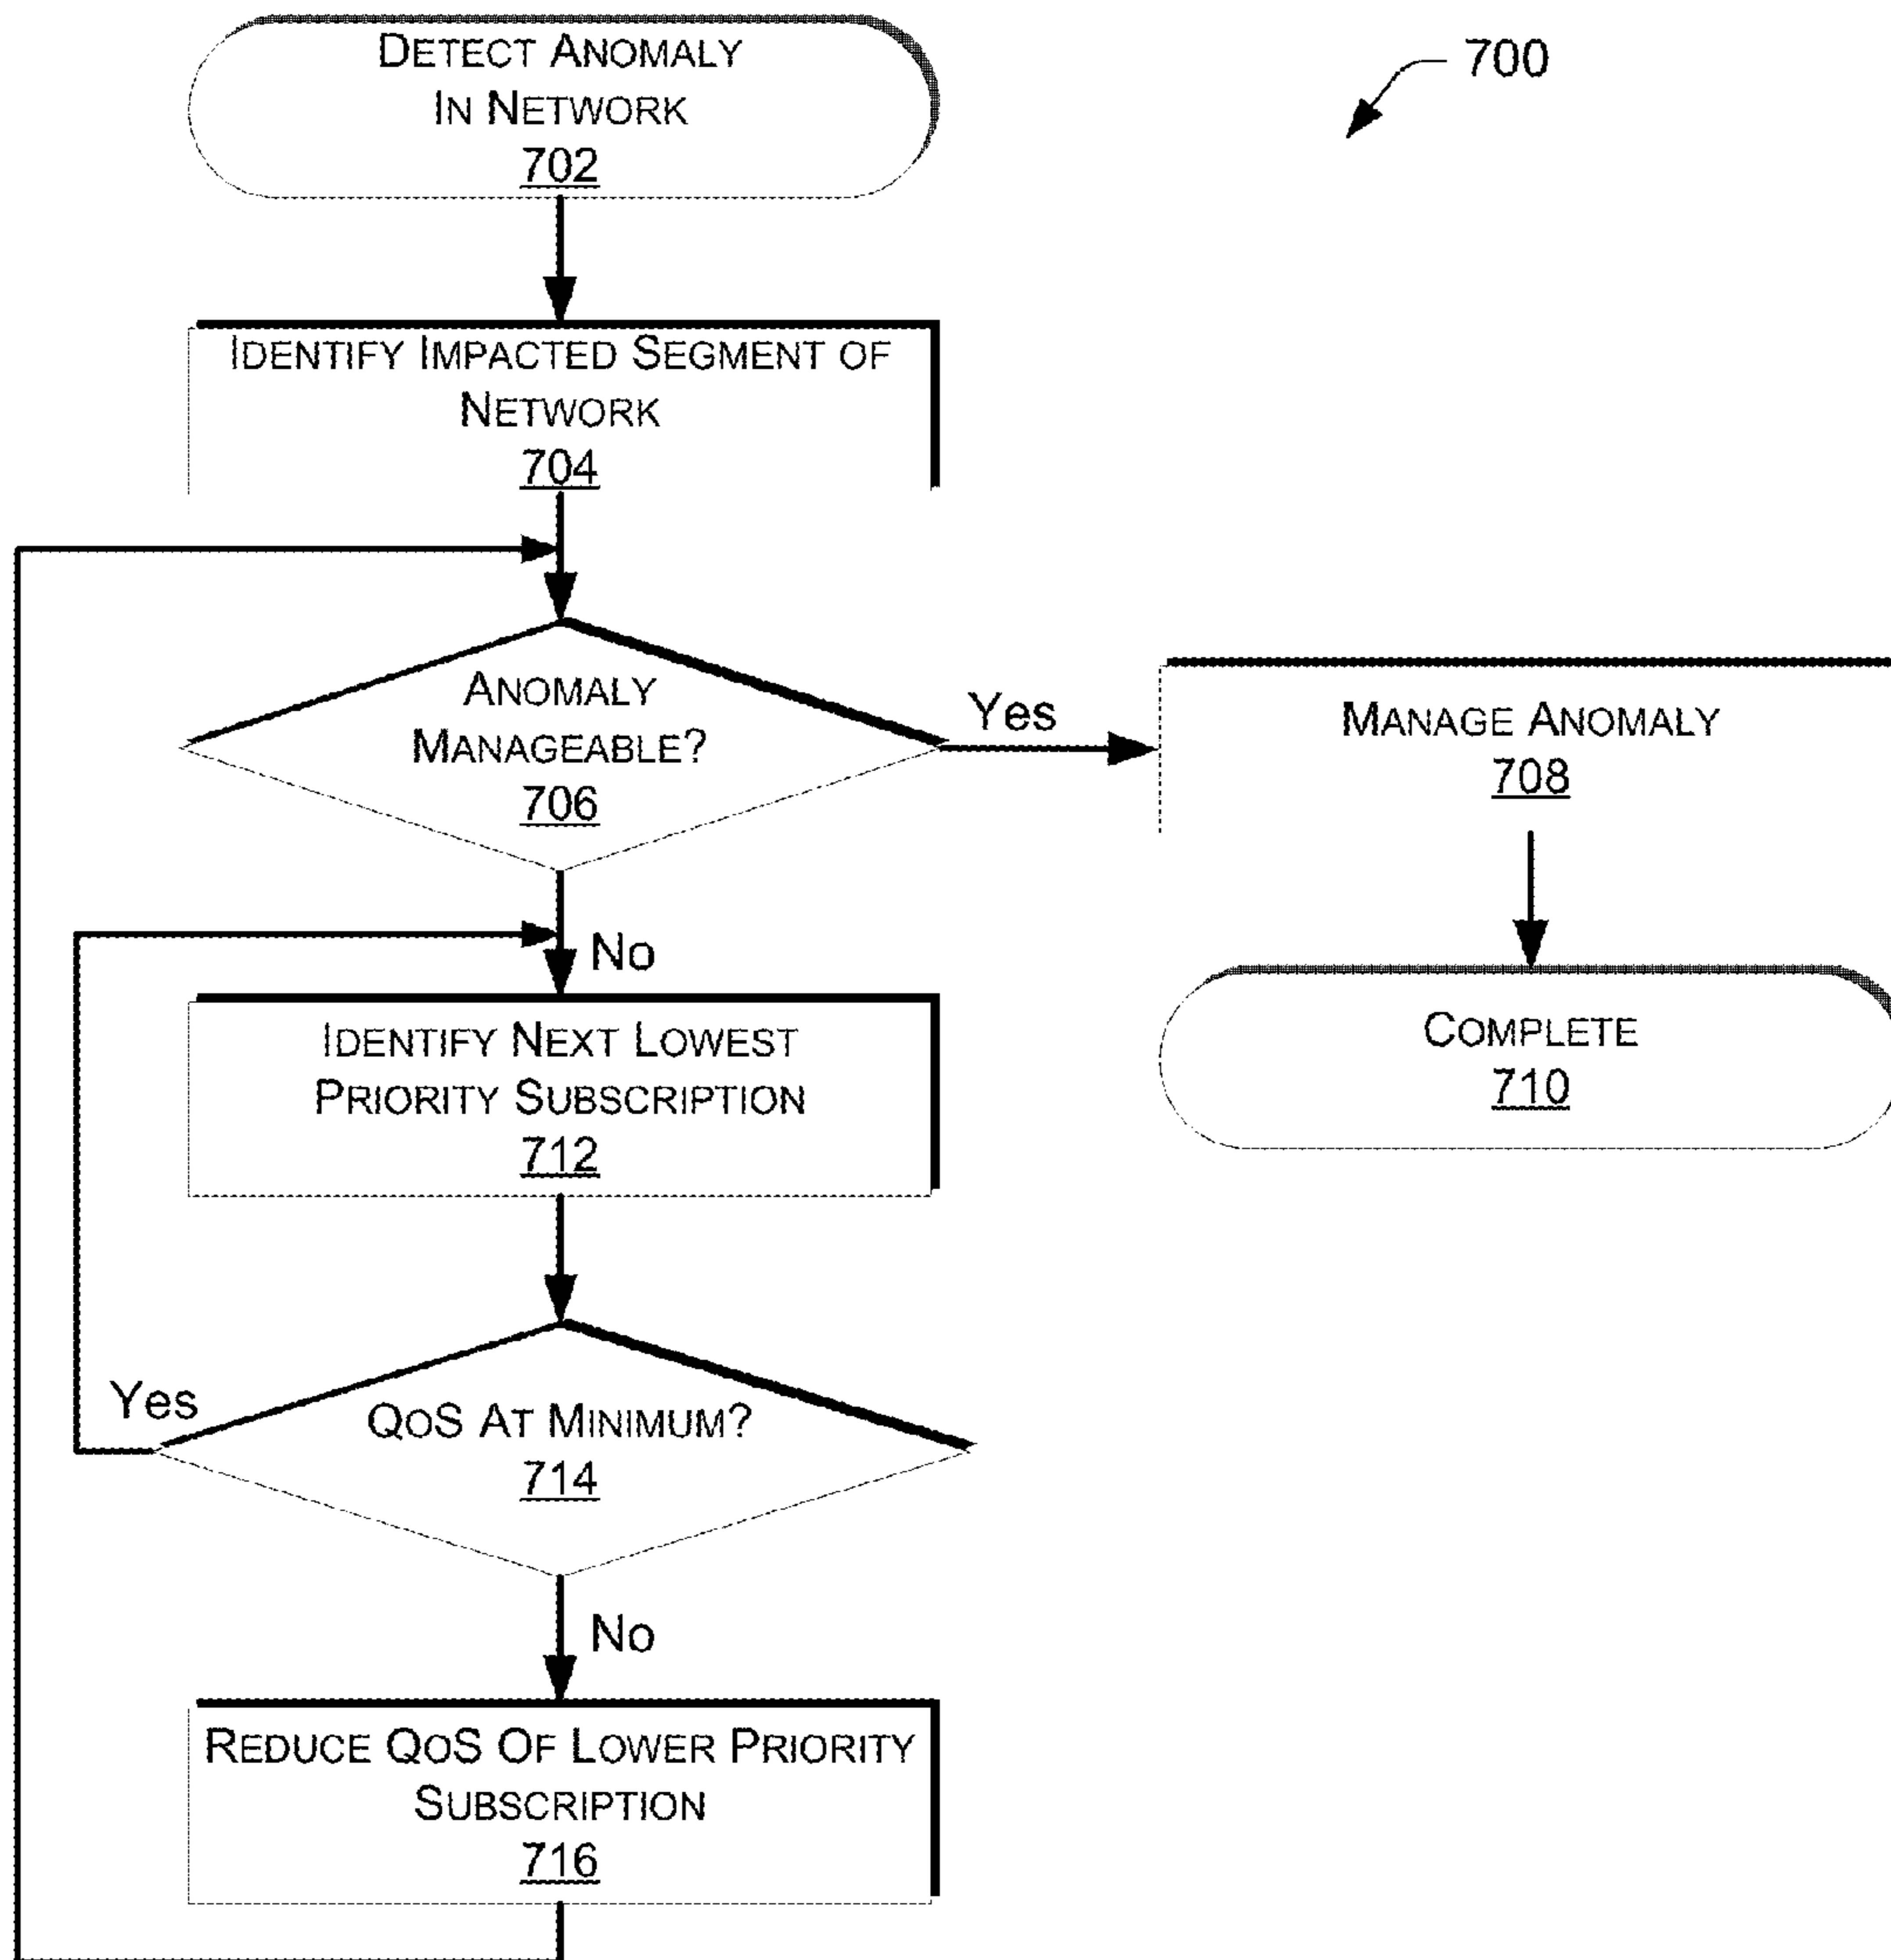 DETECT ANOMALY
IN NETWORK
702
700
IDENTIFY IMPACTED SEGMENT OF
NETWORK
704
ANOMALY
MANAGEABLE?
706
Yes
MANAGE ANOMALY
708
No
COMPLETE
710
IDENTIFY NEXT LOWEST
PRIORITY SUBSCRIPTION
712
Yes
QOS AT MINIMUM?
714
No
REDUCE QOS OF LOWER PRIORITY
SUBSCRIPTION
716